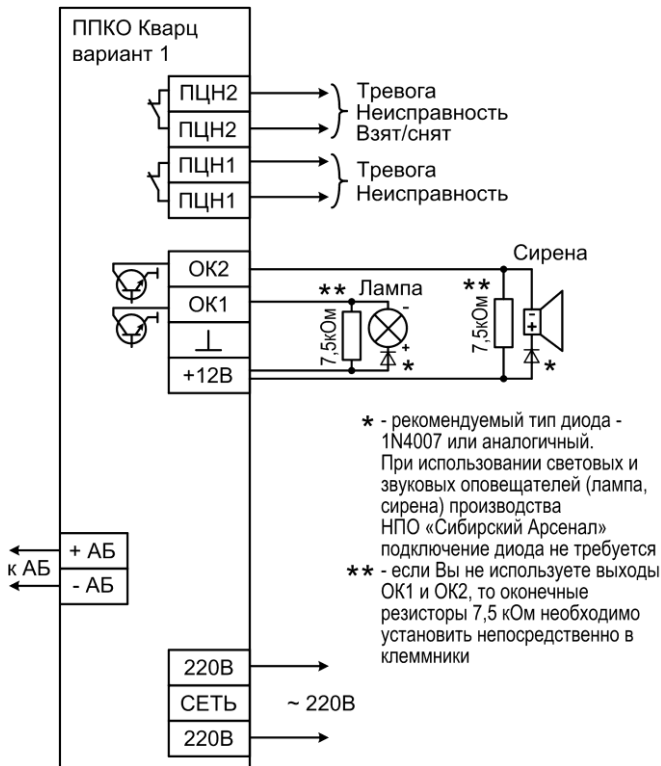 ППКО Кварц
вариант 1
ПЦН2
ПЦН2
ПЦН1
ПЦН1
Тревога
Неисправность
Взят/снят
Тревога
Неисправность
ОК2
ОК1
⊥
+12В
** Лампа
7,5кОм
-
+
*
Сирена
**
7,5кОм
-
+
*
* - рекомендуемый тип диода -
1N4007 или аналогичный.
При использовании световых и
звуковых оповещателей (лампа,
сирена) производства
НПО «Сибирский Арсенал»
подключение диода не требуется
** - если Вы не используете выходы
ОК1 и ОК2, то оконечные
резисторы 7,5 кОм необходимо
установить непосредственно в
клеммники
+ АБ
к АБ
- АБ
220В
СЕТЬ ~ 220В
220В